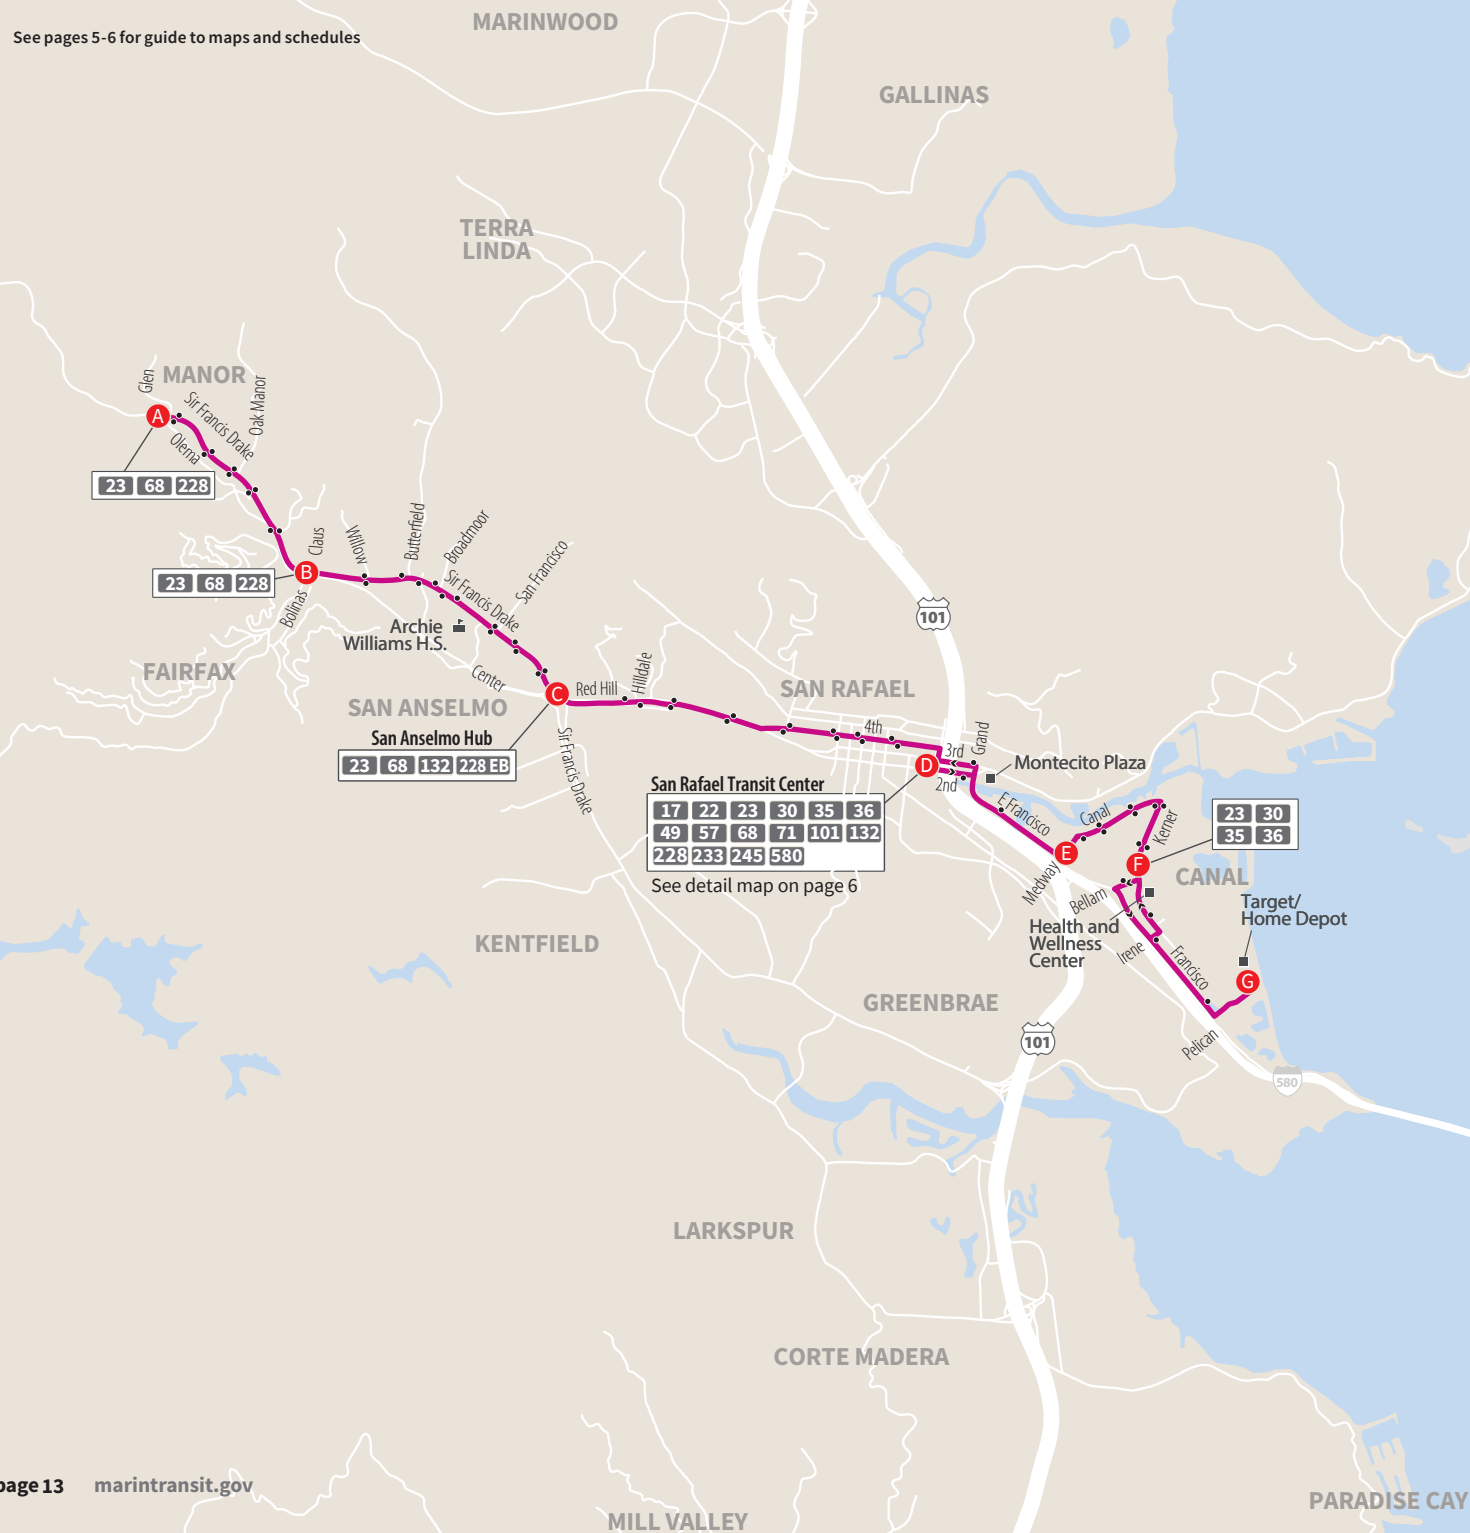 MARINWOOD
See pages 5-6 for guide to maps and schedules
GALLINAS
TERRA
LINDA
MANOR
Glen
Oak Manor
Sir Francis Drake
A
Olema
23 68 228
Claus
Willow
Butterfield
Broadmoor
San Francisco
B
23 68 228
Bolinas
Sir Francis Drake
Archie
Williams H.S.
101
FAIRFAX
Center
C
Red Hill
Hilldale
SAN RAFAEL
SAN ANSELMO
San Anselmo Hub
23 68 132 228 EB
Sir Francis Drake
4th
3rd
Grand
D
2nd
Montecito Plaza
San Rafael Transit Center
17 22 23 30 35 36
49 57 68 71 101 132
228 233 245 580
See detail map on page 6
E Francisco
Canal
Kerner
23 30
35 36
E
F
Medway
CANAL
Bellam
Target/
Home Depot
Health and
Wellness
Center
Irene
Francisco
G
KENTFIELD
GREENBRAE
101
Pelican
580
LARKSPUR
CORTE MADERA
page 13
marintransit.gov
PARADISE CAY
MILL VALLEY